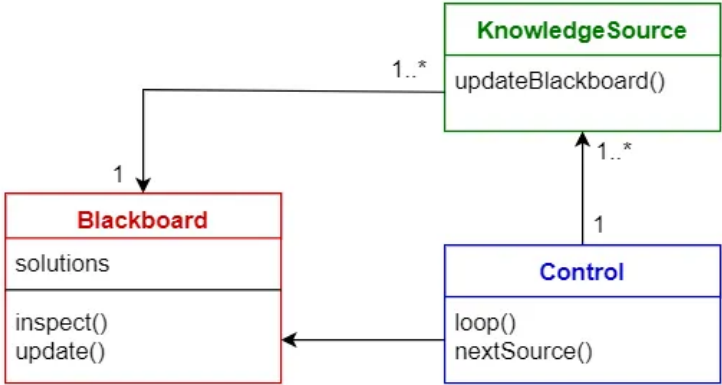 KnowledgeSource
updateBlackboard()
1..*
1
1..*
1
Blackboard
solutions
inspect()
update()
Control
loop()
nextSource()